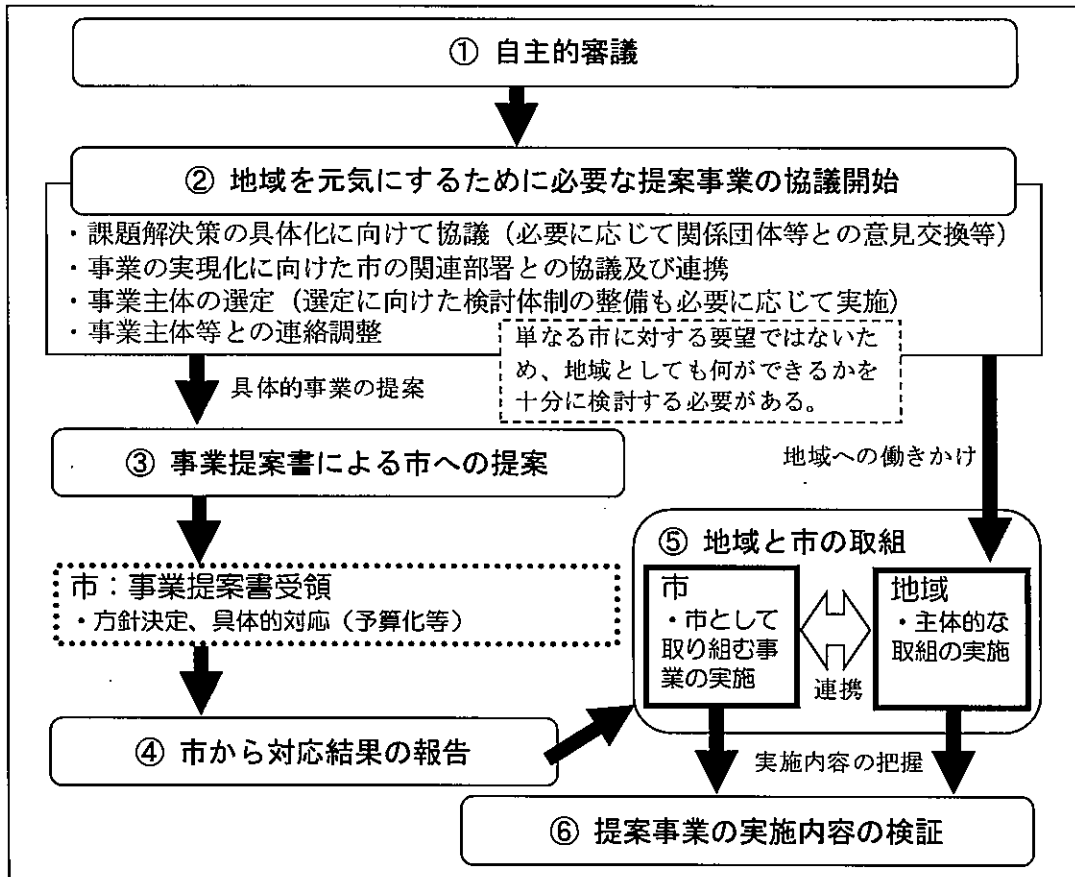 ① 自主的審議
② 地域を元気にするために必要な提案事業の協議開始
・課題解決策の具体化に向けて協議（必要に応じて関係団体等との意見交換等）
・事業の実現化に向けた市の関連部署との協議及び連携
・事業主体の選定（選定に向けた検討体制の整備も必要に応じて実施）
・事業主体等との連絡調整
単なる市に対する要望ではないた
め、地域としても何ができるかを
十分に検討する必要がある。
具体的事業の提案
③ 事業提案書による市への提案
地域への働きかけ
市：事業提案書受領
・方針決定、具体的対応（予算化等）
④ 市から対応結果の報告
⑤ 地域と市の取組
市
・市として
取り組む事
業の実施
連携
地域
・主体的な
取組の実施
実施内容の把握
⑥ 提案事業の実施内容の検証